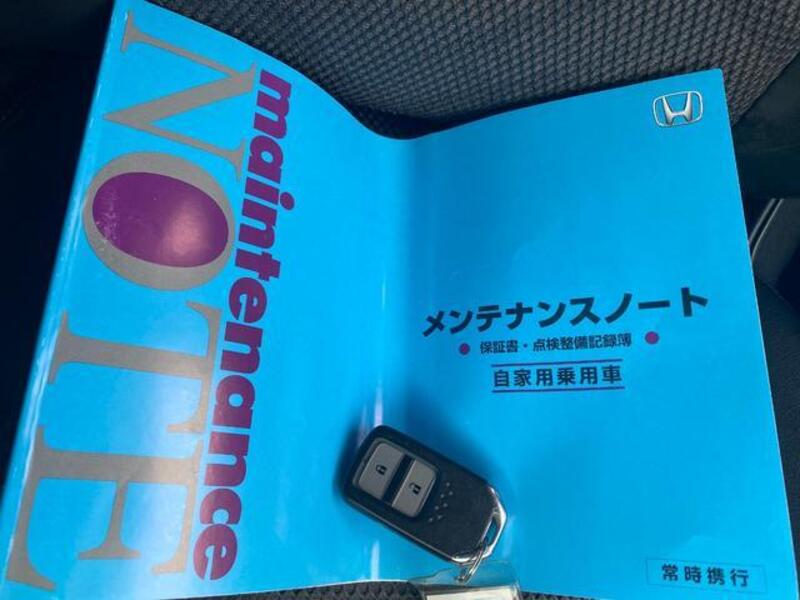 maintenance
NOTE
メンテナンスノート
● 保証書・点検整備記録簿 ●
自家用乗用車
常時携行